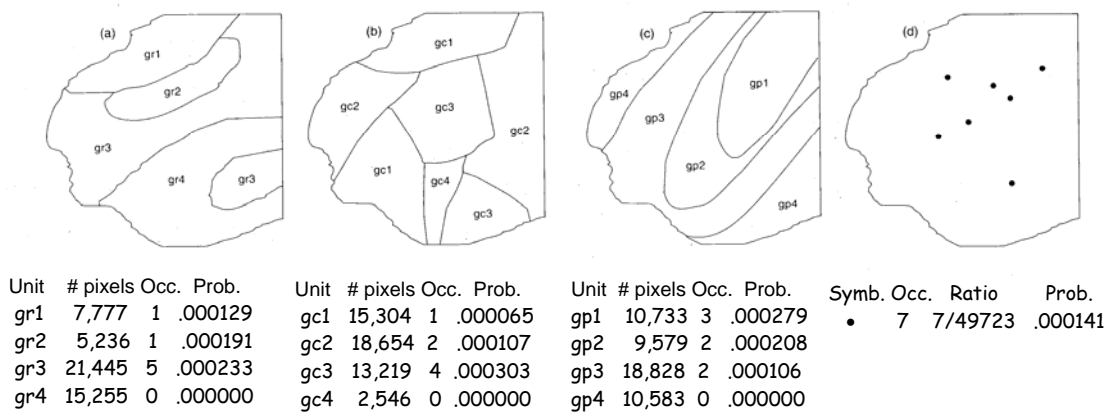 (a)
gr1
gr2
gr3
gr4
gr3
(b)
gc1
gc2
gc3
gc2
gc1
gc4
gc3
(c)
gp4
gp1
gp3
gp2
gp4
(d)
Unit # pixels Occ. Prob.
gr1 7,777 1 .000129
gr2 5,236 1 .000191
gr3 21,445 5 .000233
gr4 15,255 0 .000000
Unit # pixels Occ. Prob.
gc1 15,304 1 .000065
gc2 18,654 2 .000107
gc3 13,219 4 .000303
gc4 2,546 0 .000000
Unit # pixels Occ. Prob.
gp1 10,733 3 .000279
gp2 9,579 2 .000208
gp3 18,828 2 .000106
gp4 10,583 0 .000000
Symb. Occ. Ratio Prob.
• 7 7/49723 .000141